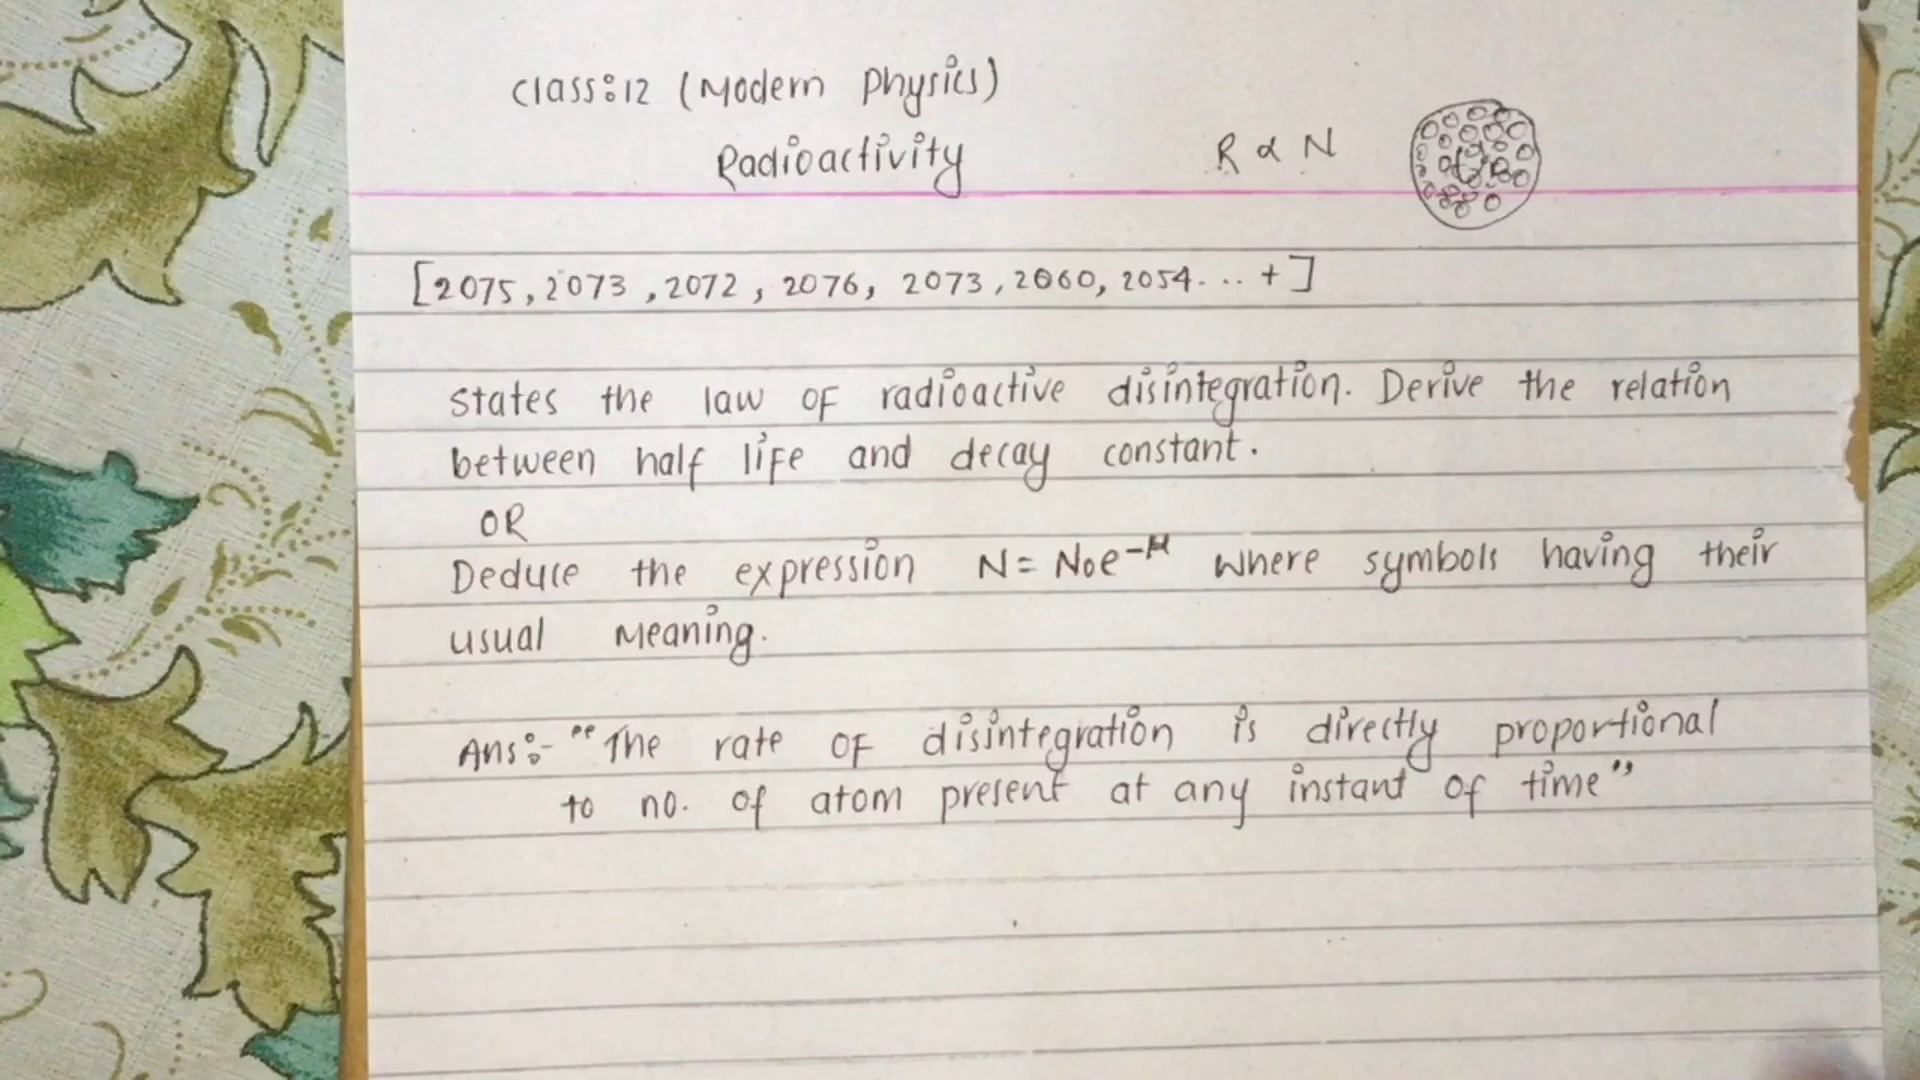 Class:12 (Modern Physics)
Radioactivity
R α N
[2075, 2073, 2072, 2076, 2073, 2060, 2054.... +]
States the law of radioactive disintegration. Derive the relation
between half life and decay constant.
OR
Deduce the expression N = N₀e⁻ where symbols having their
usual meaning.
Ans:- "The rate of disintegration is directly proportional
to no. of atom present at any instant of time"